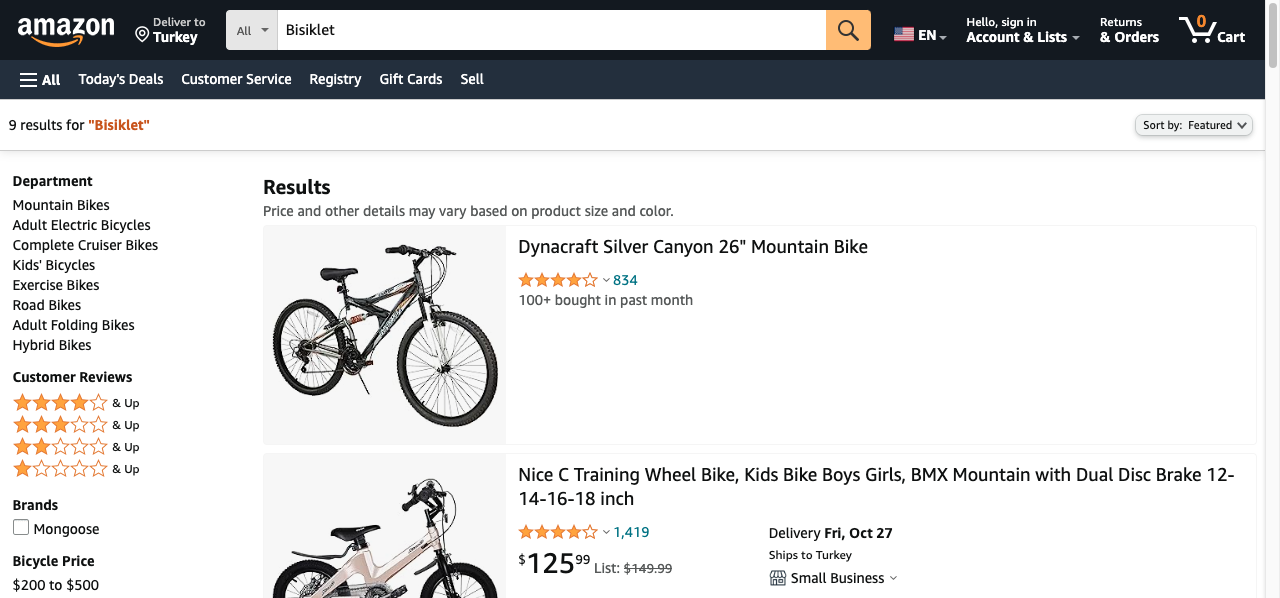 amazon
Deliver to
Turkey
All
Bisiklet
EN
Hello, sign in
Account & Lists
Returns
& Orders
0
Cart
All
Today's Deals
Customer Service
Registry
Gift Cards
Sell
9 results for "Bisiklet"
Sort by: Featured
Department
Mountain Bikes
Adult Electric Bicycles
Complete Cruiser Bikes
Kids' Bicycles
Exercise Bikes
Road Bikes
Adult Folding Bikes
Hybrid Bikes
Customer Reviews
& Up
& Up
& Up
& Up
Brands
Mongoose
Bicycle Price
$200 to $500
Results
Price and other details may vary based on product size and color.
Dynacraft Silver Canyon 26" Mountain Bike
834
100+ bought in past month
Nice C Training Wheel Bike, Kids Bike Boys Girls, BMX Mountain with Dual Disc Brake 12-
14-16-18 inch
1,419
$12599 List: $149.99
Delivery Fri, Oct 27
Ships to Turkey
Small Business